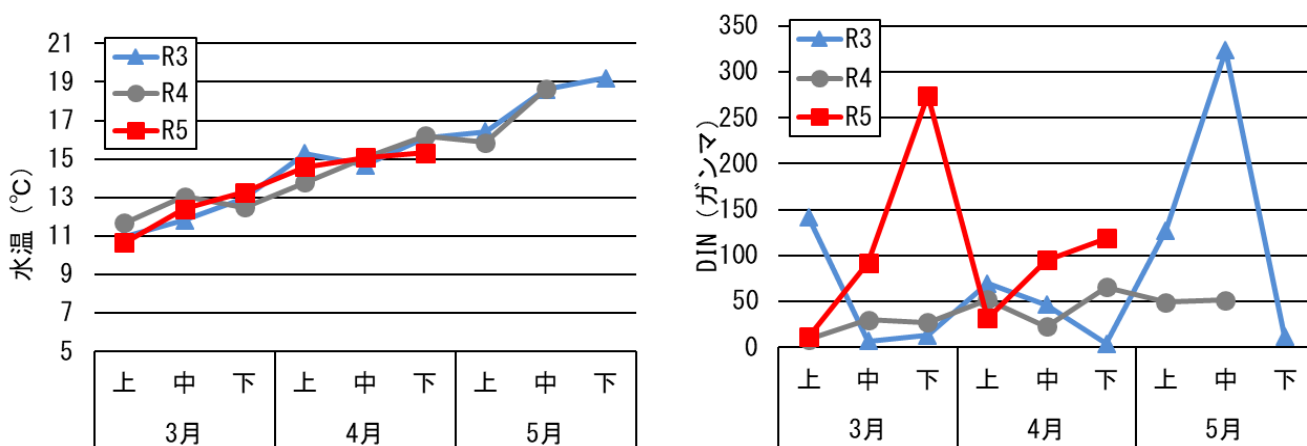 水温（℃）
21
19
17
15
13
11
9
7
5
R3
R4
R5
上 中 下 上 中 下 上 中 下
3月 4月 5月
DIN（ガンマ）
350
300
250
200
150
100
50
0
R3
R4
R5
上 中 下 上 中 下 上 中 下
3月 4月 5月